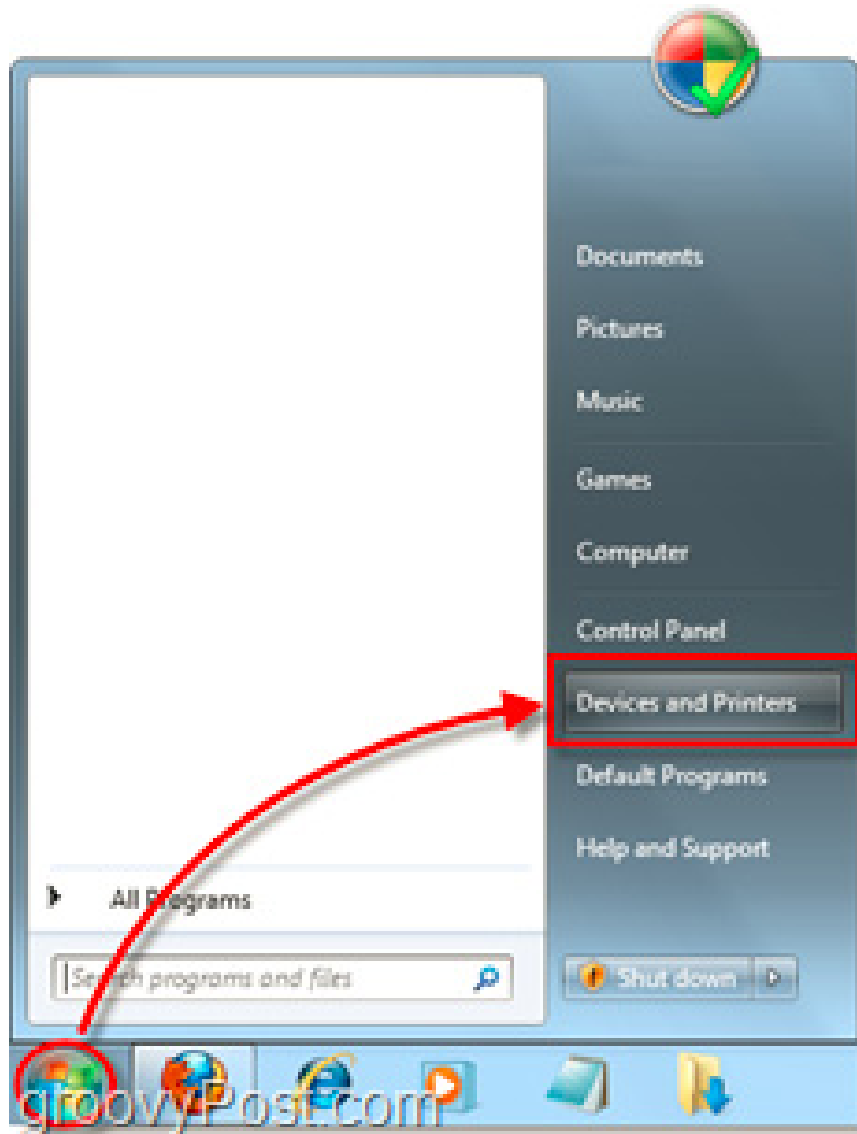 Documents
Pictures
Music
Games
Computer
Control Panel
Devices and Printers
Default Programs
Help and Support
All Programs
Search programs and files
Shut down
groovyPost.com